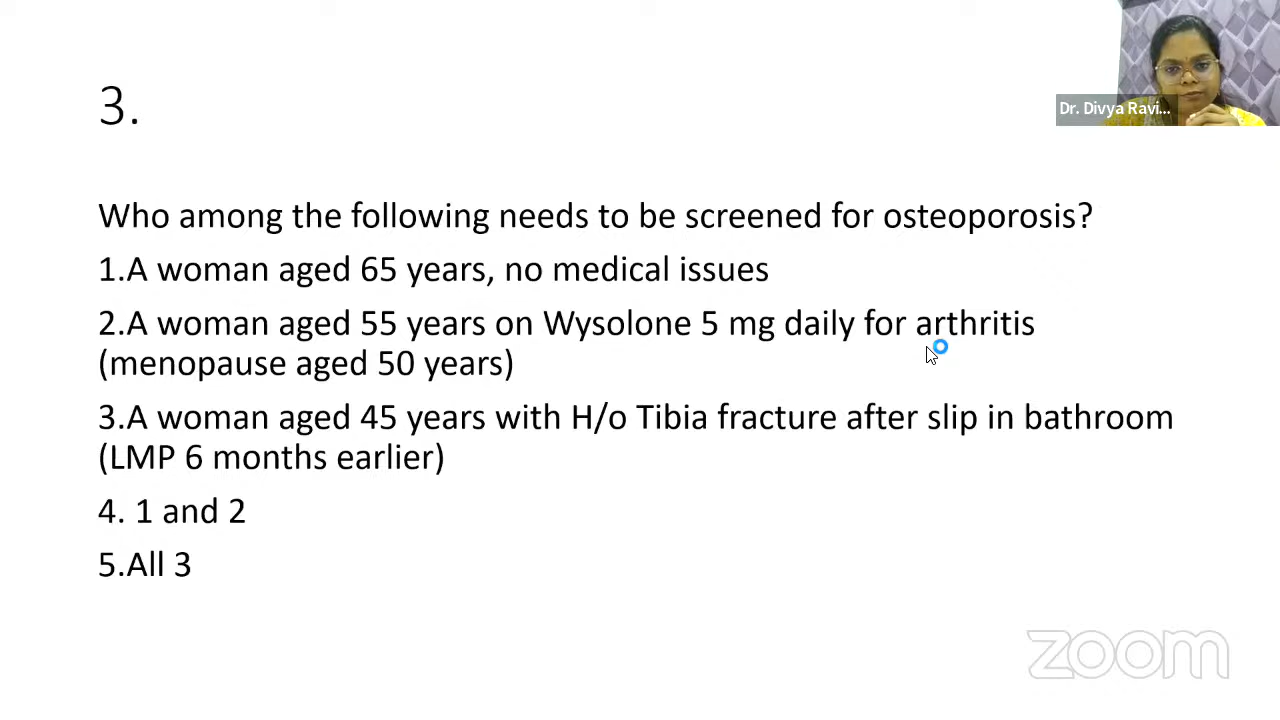 3.
Dr. Divya Ravi...
Who among the following needs to be screened for osteoporosis?
1.A woman aged 65 years, no medical issues
2.A woman aged 55 years on Wysolone 5 mg daily for arthritis
(menopause aged 50 years)
3.A woman aged 45 years with H/o Tibia fracture after slip in bathroom
(LMP 6 months earlier)
4. 1 and 2
5.All 3
zoom